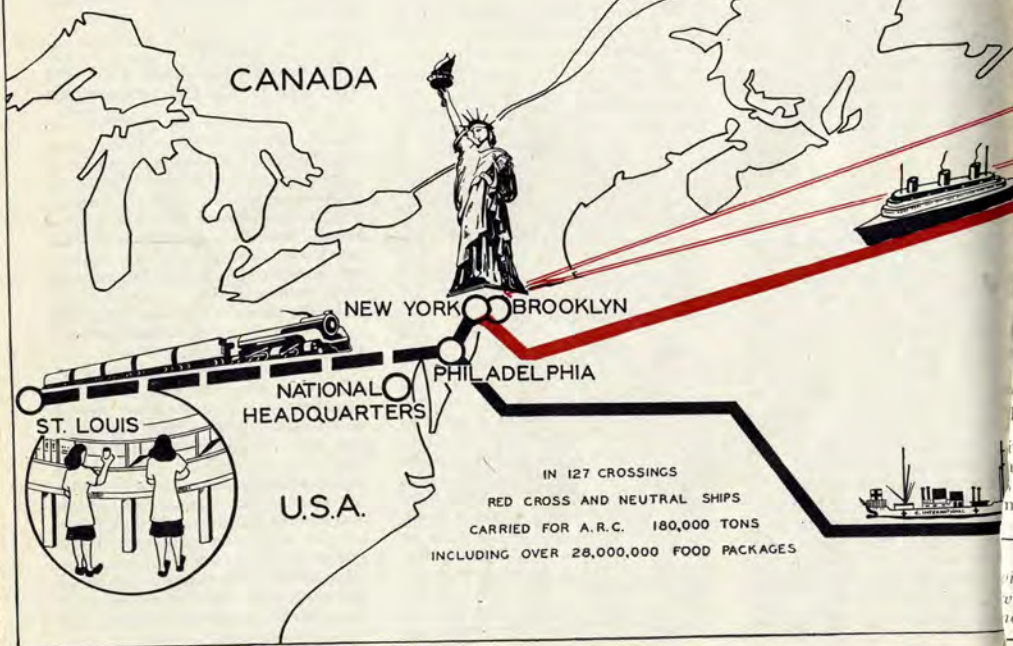 CANADA
NEW YORK
BROOKLYN
PHILADELPHIA
NATIONAL
HEADQUARTERS
ST. LOUIS
U.S.A.
IN 127 CROSSINGS
RED CROSS AND NEUTRAL SHIPS
CARRIED FOR A.R.C. 180,000 TONS
INCLUDING OVER 28,000,000 FOOD PACKAGES
INTERNATIONAL